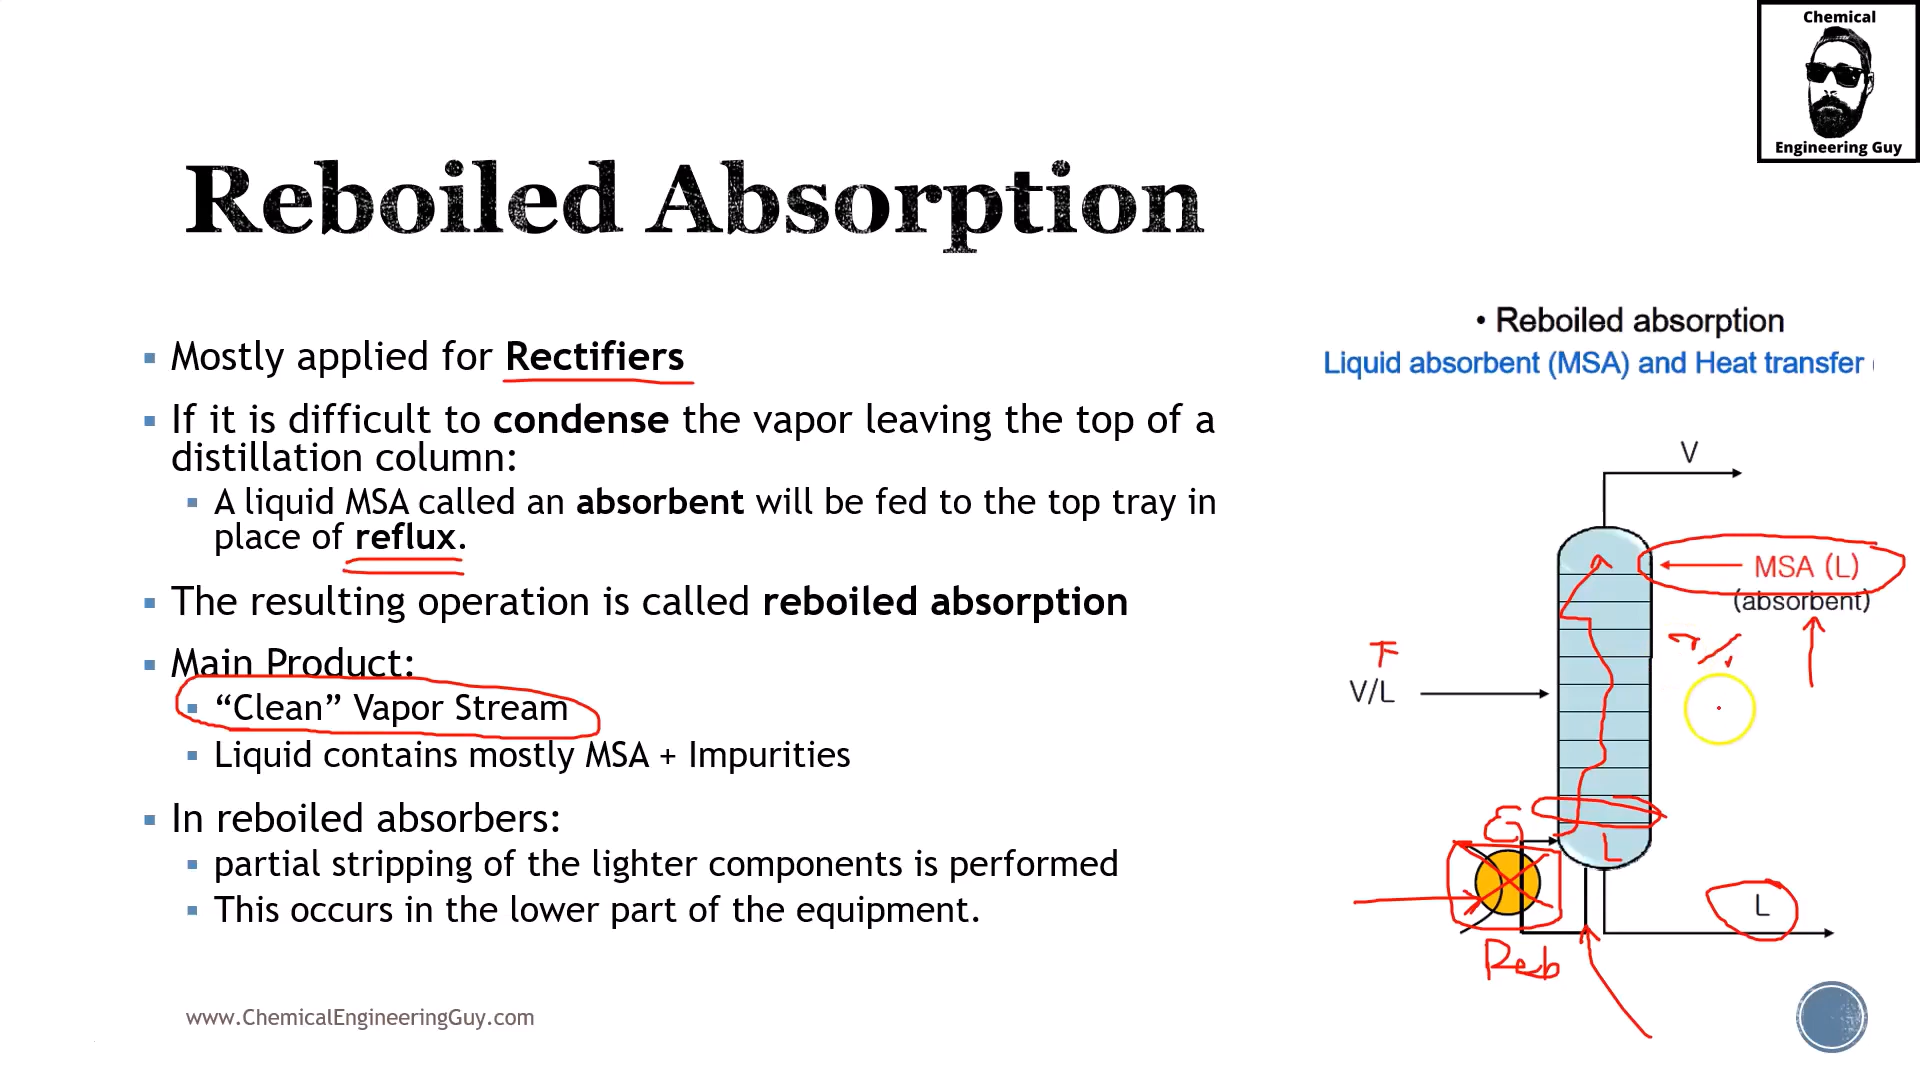 Chemical
Engineering Guy
Reboiled Absorption
▪ Mostly applied for Rectifiers
▪ If it is difficult to condense the vapor leaving the top of a
distillation column:
▪ A liquid MSA called an absorbent will be fed to the top tray in
place of reflux.
▪ The resulting operation is called reboiled absorption
▪ Main Product:
▪ “Clean” Vapor Stream
▪ Liquid contains mostly MSA + Impurities
▪ In reboiled absorbers:
▪ partial stripping of the lighter components is performed
▪ This occurs in the lower part of the equipment.
• Reboiled absorption
Liquid absorbent (MSA) and Heat transfer
V
MSA (L)
(absorbent)
F
V/L
G
L
L
Reb
www.ChemicalEngineeringGuy.com